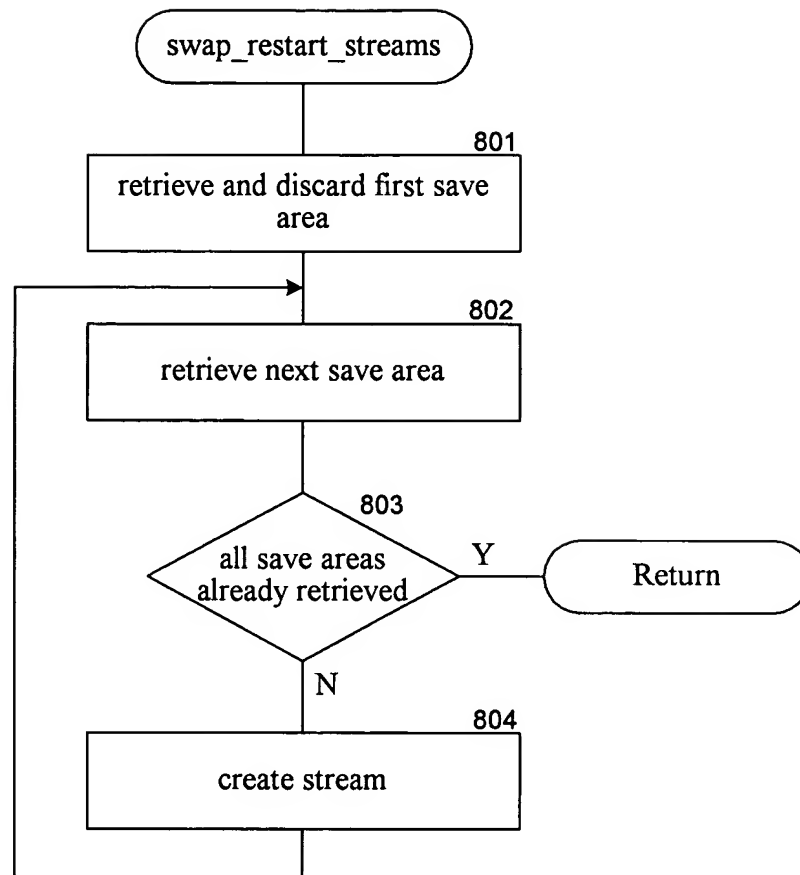 swap_restart_streams
801
retrieve and discard first save
area
802
retrieve next save area
803
all save areas
already retrieved
Y
Return
N
804
create stream